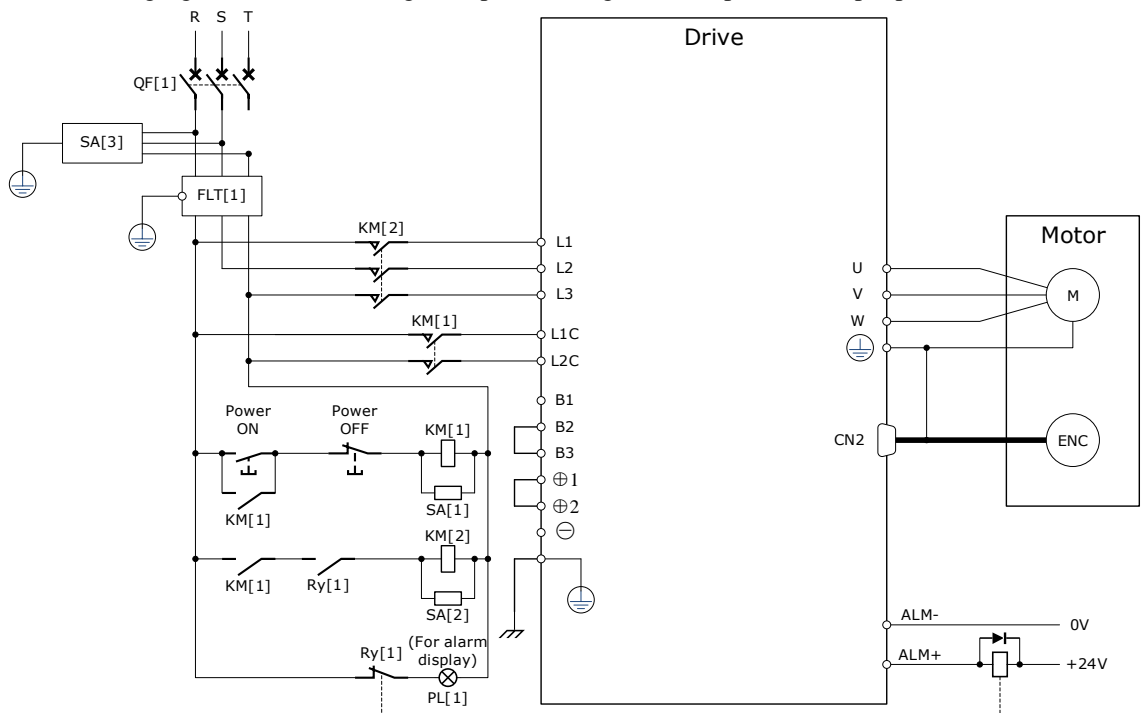 R S T
Drive
QF[1]
SA[3]
FLT[1]
KM[2]
L1
L2
L3
KM[1]
L1C
L2C
B1
B2
B3
⊕1
⊕2
⊖
Power
ON
Power
OFF
KM[1]
KM[1]
SA[1]
KM[2]
KM[1]
Ry[1]
SA[2]
Ry[1]
(For alarm
display)
PL[1]
U
V
W
CN2
Motor
M
ENC
ALM-
0V
ALM+
+24V